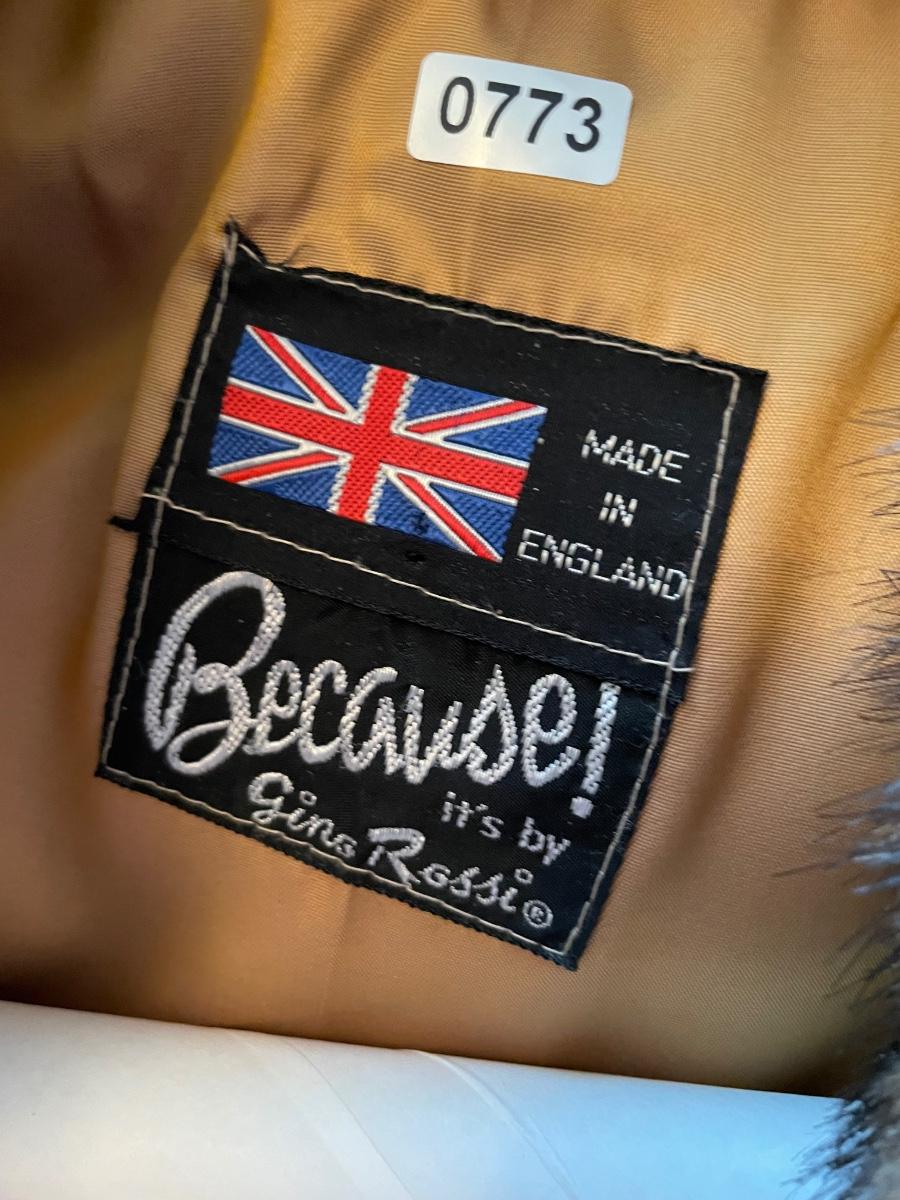 0773
MADE
IN
ENGLAND
Because!
it's by
Gino Rossi®